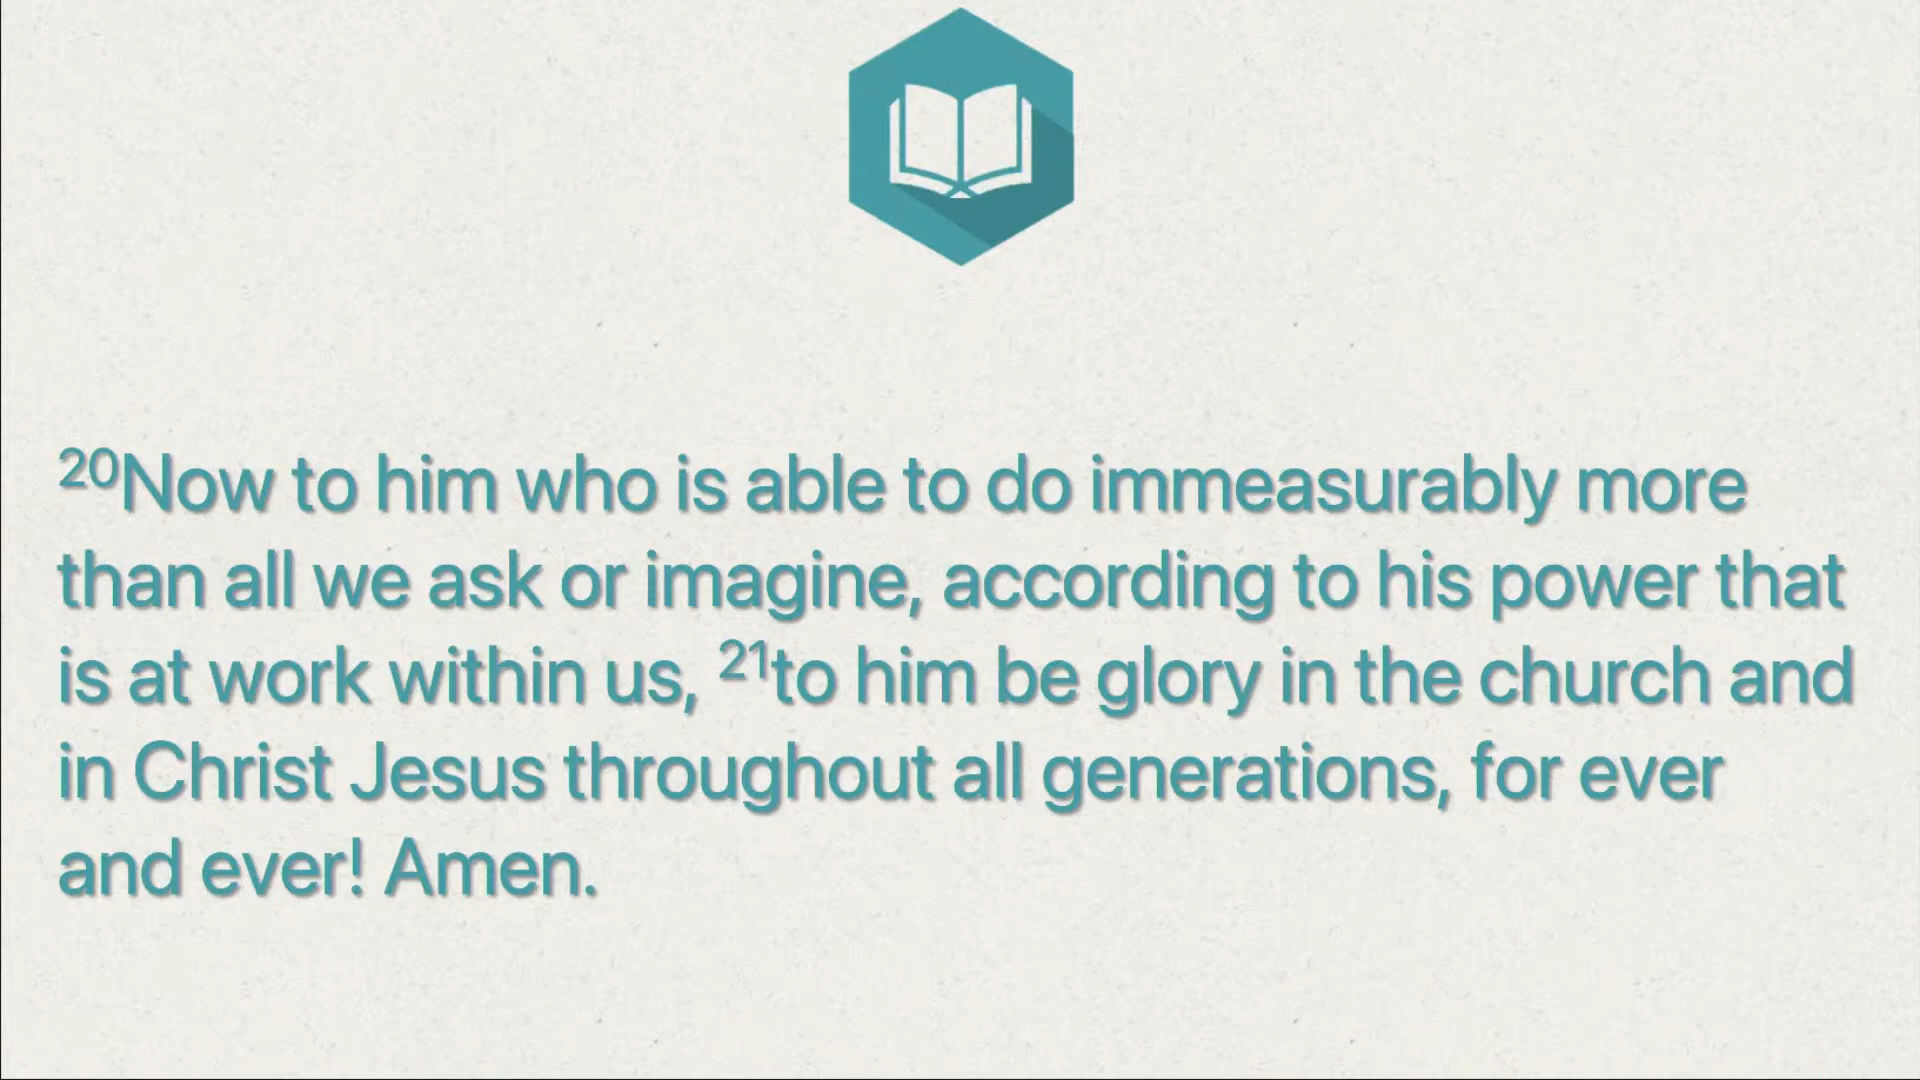 ²⁰Now to him who is able to do immeasurably more
than all we ask or imagine, according to his power that
is at work within us, ²¹to him be glory in the church and
in Christ Jesus throughout all generations, for ever
and ever! Amen.